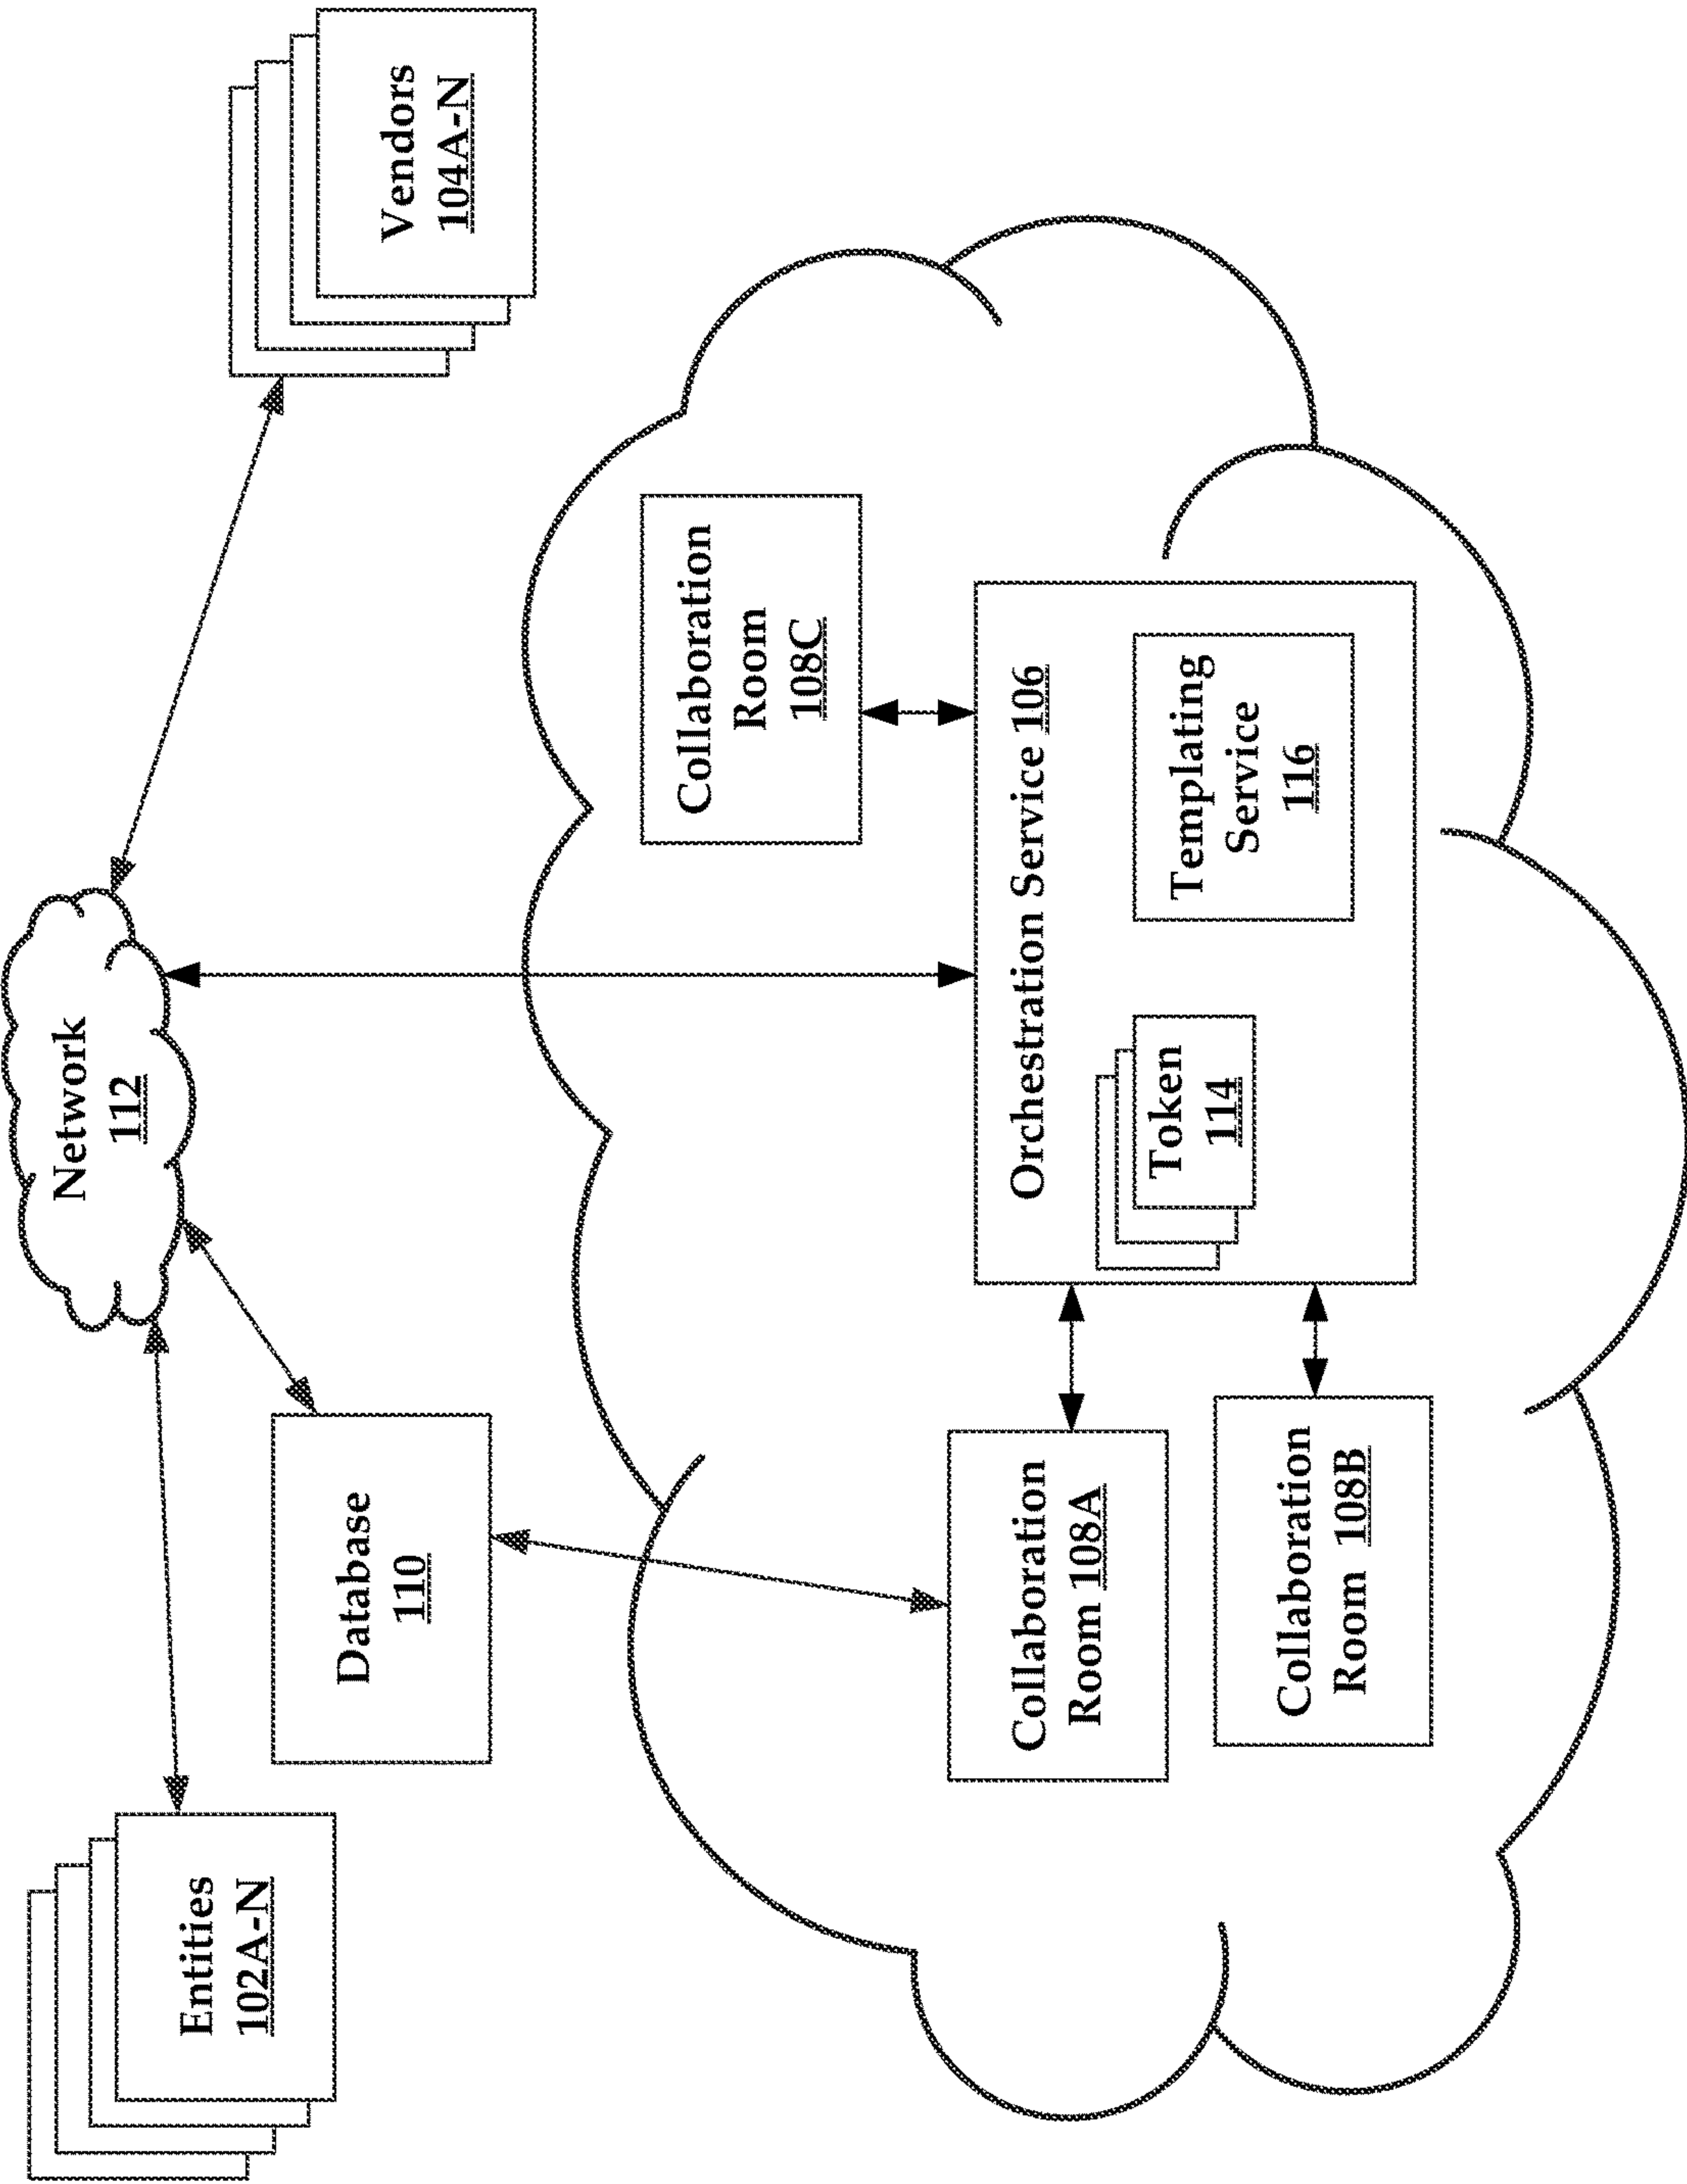 Entities
102A-N
Network
112
Vendors
104A-N
Database
110
Collaboration
Room
108C
Collaboration
Room 108A
Collaboration
Room 108B
Orchestration Service 106
Token
114
Templating
Service
116